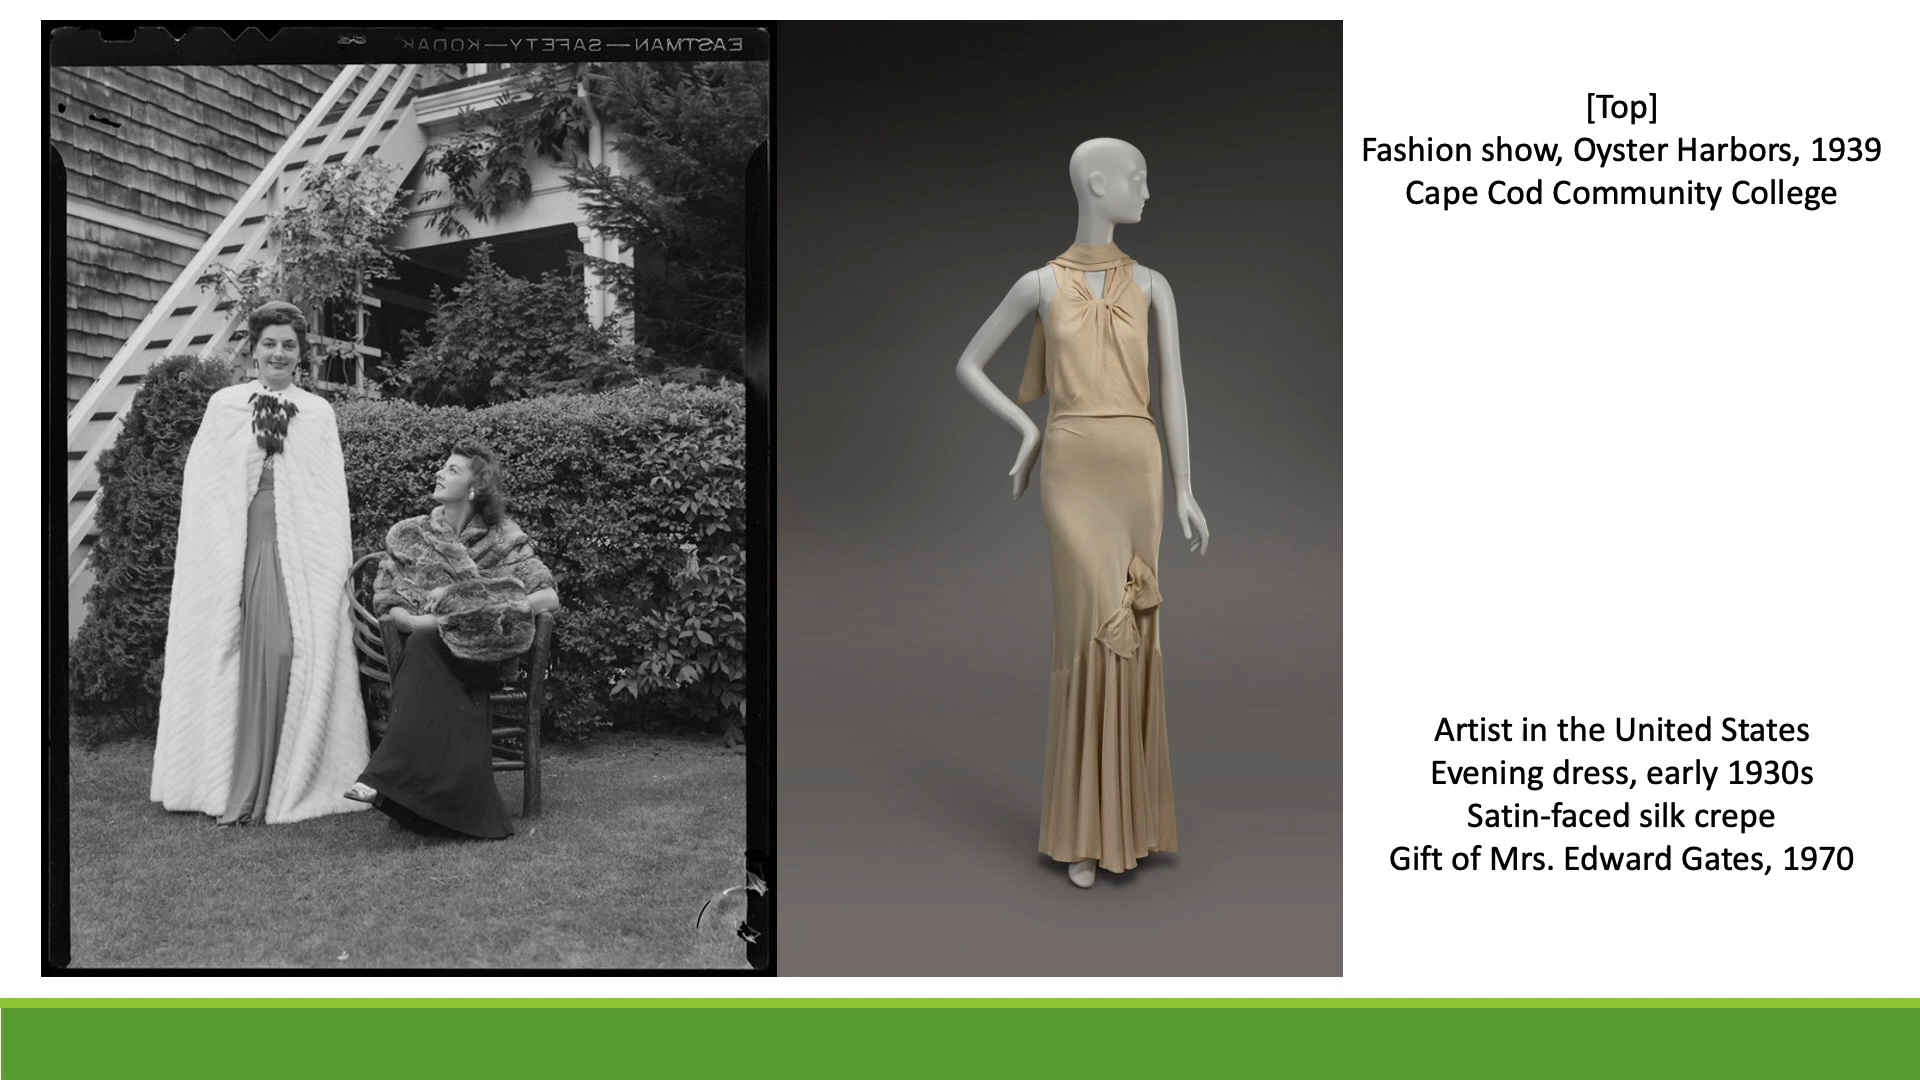 EASTMAN—SAFETY—KODAK
[Top]
Fashion show, Oyster Harbors, 1939
Cape Cod Community College
Artist in the United States
Evening dress, early 1930s
Satin-faced silk crepe
Gift of Mrs. Edward Gates, 1970